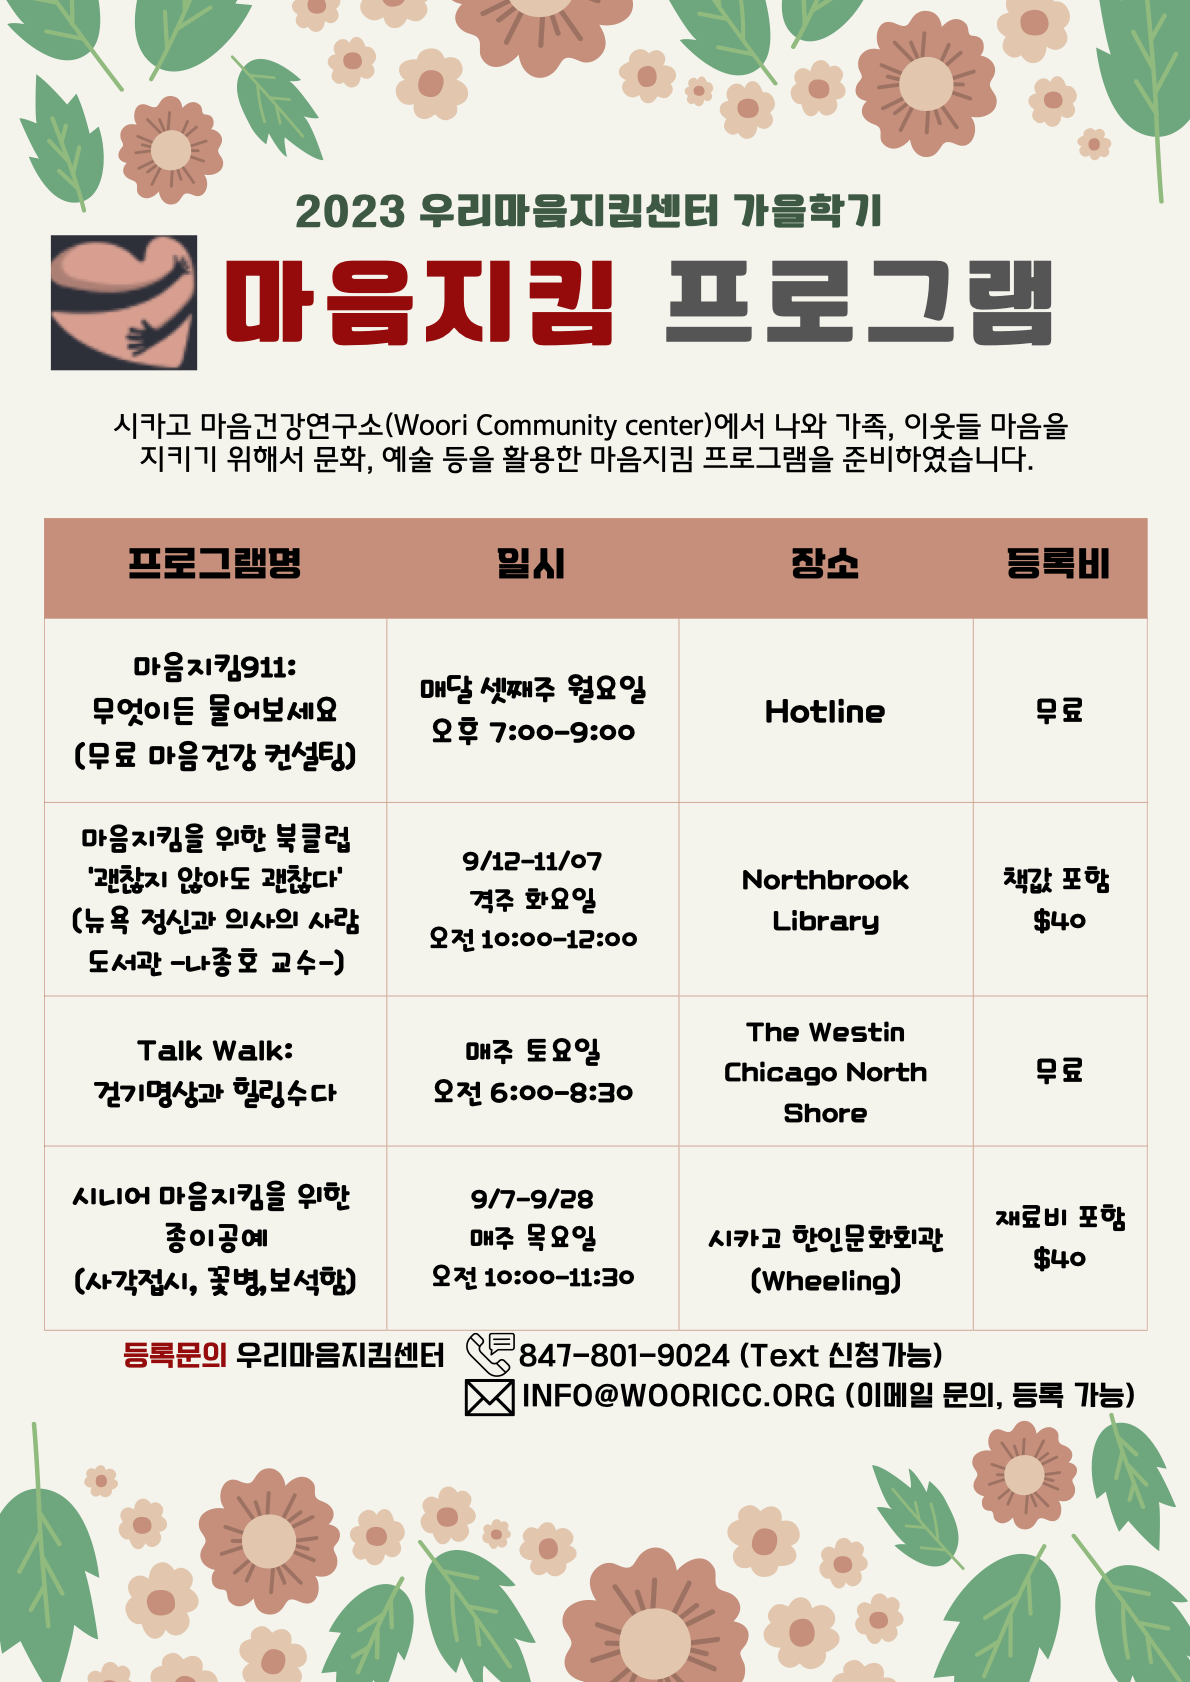 2023 우리마음지킴센터 가을학기
마음지킴 프로그램
시카고 마음건강연구소(Woori Community center)에서 나와 가족, 이웃들 마음을
지키기 위해서 문화, 예술 등을 활용한 마음지킴 프로그램을 준비하였습니다.
프로그램명 일시 장소 등록비
마음지킴911:
무엇이든 물어보세요
(무료 마음건강 컨설팅)
매달 셋째주 월요일
오후 7:00-9:00
Hotline
무료
마음지킴을 위한 북클럽
'괜찮지 않아도 괜찮다'
(뉴욕 정신과 의사의 사람
도서관 -나종호 교수-)
9/12-11/07
격주 화요일
오전 10:00-12:00
Northbrook
Library
책값 포함
$40
Talk Walk:
걷기명상과 힐링수다
매주 토요일
오전 6:00-8:30
The Westin
Chicago North
Shore
무료
시니어 마음지킴을 위한
종이공예
(사각접시, 꽃병,보석함)
9/7-9/28
매주 목요일
오전 10:00-11:30
시카고 한인문화회관
(Wheeling)
재료비 포함
$40
등록문의 우리마음지킴센터 847-801-9024 (Text 신청가능)
INFO@WOORICC.ORG (이메일 문의, 등록 가능)